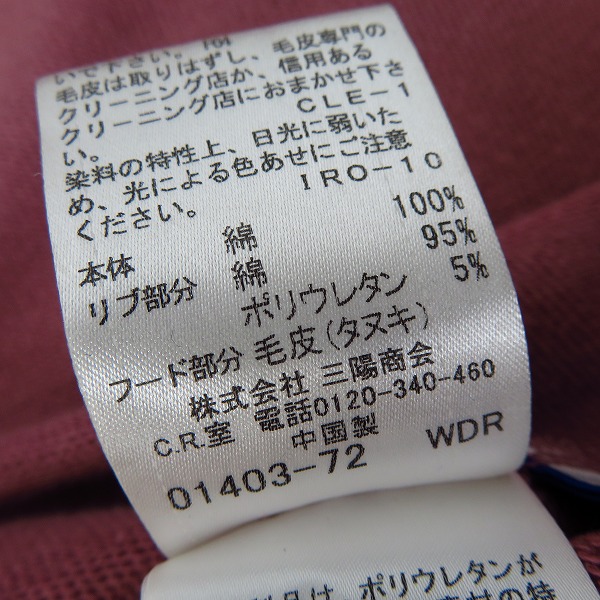 いで下さい。
毛皮は取りはずし、毛皮専門の
クリーニング店か、信用ある
クリーニング店におまかせ下さ
い。 CLE-1
染料の特性上、日光に弱いた
め、光による色あせにご注意
ください。 IRO-10
本体 綿 100%
リブ部分 綿 95%
ポリウレタン 5%
フード部分 毛皮(タヌキ)
株式会社 三陽商会
C.R.室 電話0120-340-460
中国製
01403-72 WDR
品は、ポリウレタンが
の特